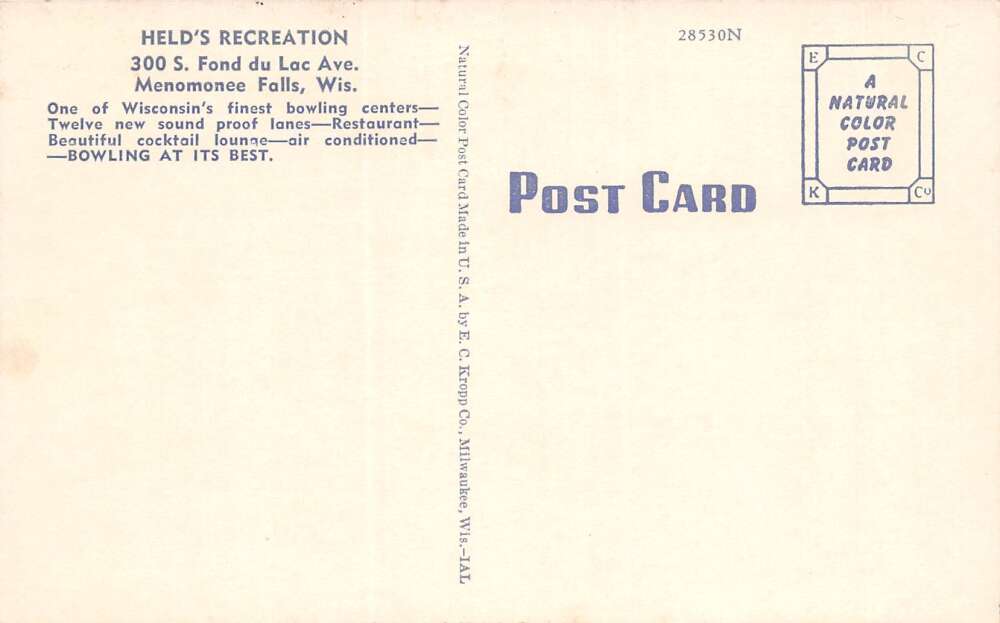 HELD'S RECREATION
300 S. Fond du Lac Ave.
Menomonee Falls, Wis.
One of Wisconsin's finest bowling centers—
Twelve new sound proof lanes—Restaurant—
Beautiful cocktail lounge—air conditioned—
—BOWLING AT ITS BEST.
Natural Color Post Card Made in U. S. A. by E. C. Kropp Co., Milwaukee, Wis.-IAL
28530N
POST CARD
E C
A
NATURAL
COLOR
POST
CARD
K Co